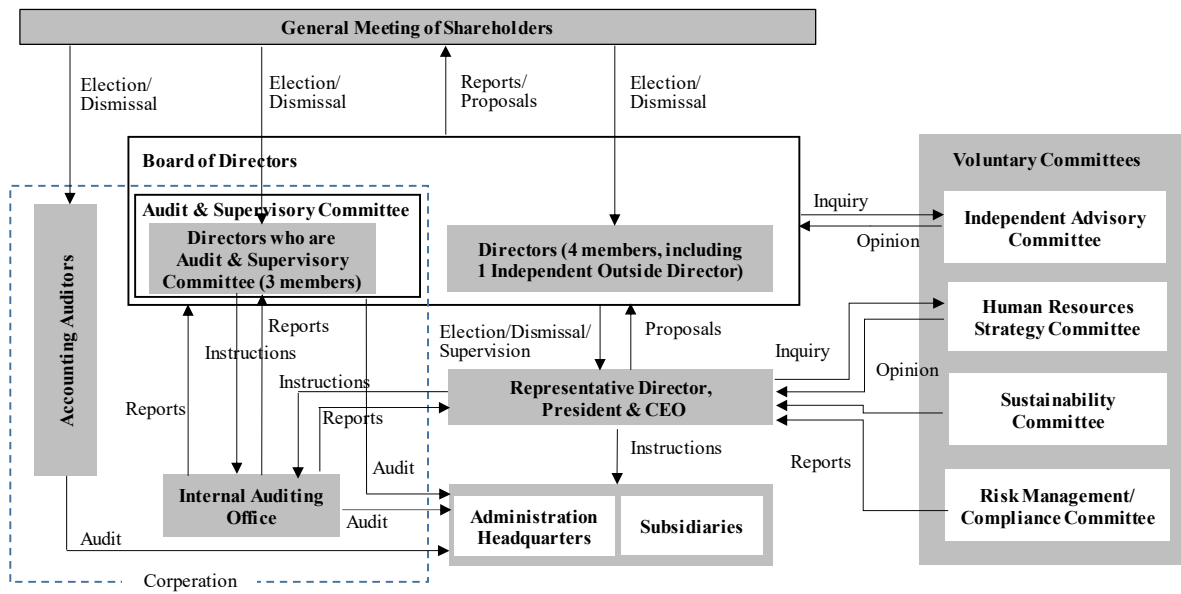 General Meeting of Shareholders
Election/
Dismissal
Election/
Dismissal
Reports/
Proposals
Election/
Dismissal
Board of Directors
Voluntary Committees
Audit & Supervisory Committee
Directors who are
Audit & Supervisory
Committee (3 members)
Directors (4 members, including
1 Independent Outside Director)
Inquiry
Opinion
Independent Advisory
Committee
Accounting Auditors
Human Resources
Strategy Committee
Reports
Instructions
Election/Dismissal/
Supervision
Proposals
Inquiry
Opinion
Instructions
Reports
Reports
Representative Director,
President & CEO
Sustainability
Committee
Instructions
Reports
Audit
Internal Auditing
Office
Audit
Administration
Headquarters
Subsidiaries
Risk Management/
Compliance Committee
Audit
Corperation